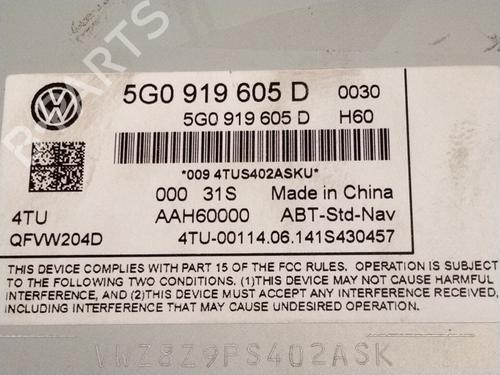 PARTS
5G0 919 605 D 0030
5G0 919 605 D H60
*009 4TUS402ASKU*
000 31S Made in China
4TU AAH60000 ABT-Std-Nav
QFVW204D 4TU-00114.06.141S430457
THIS DEVICE COMPLIES WITH PART 15 OF THE FCC RULES. OPERATION IS SUBJECT
TO THE FOLLOWING TWO CONDITIONS. (1)THIS DEVICE MAY NOT CAUSE HARMFUL
INTERFERENCE, AND (2)THIS DEVICE MUST ACCEPT ANY INTERFERENCE RECEIVED,
INCLUDING INTERFERENCE THAT MAY CAUSE UNDESIRED OPERATION.
VWZ8Z9PS402ASK